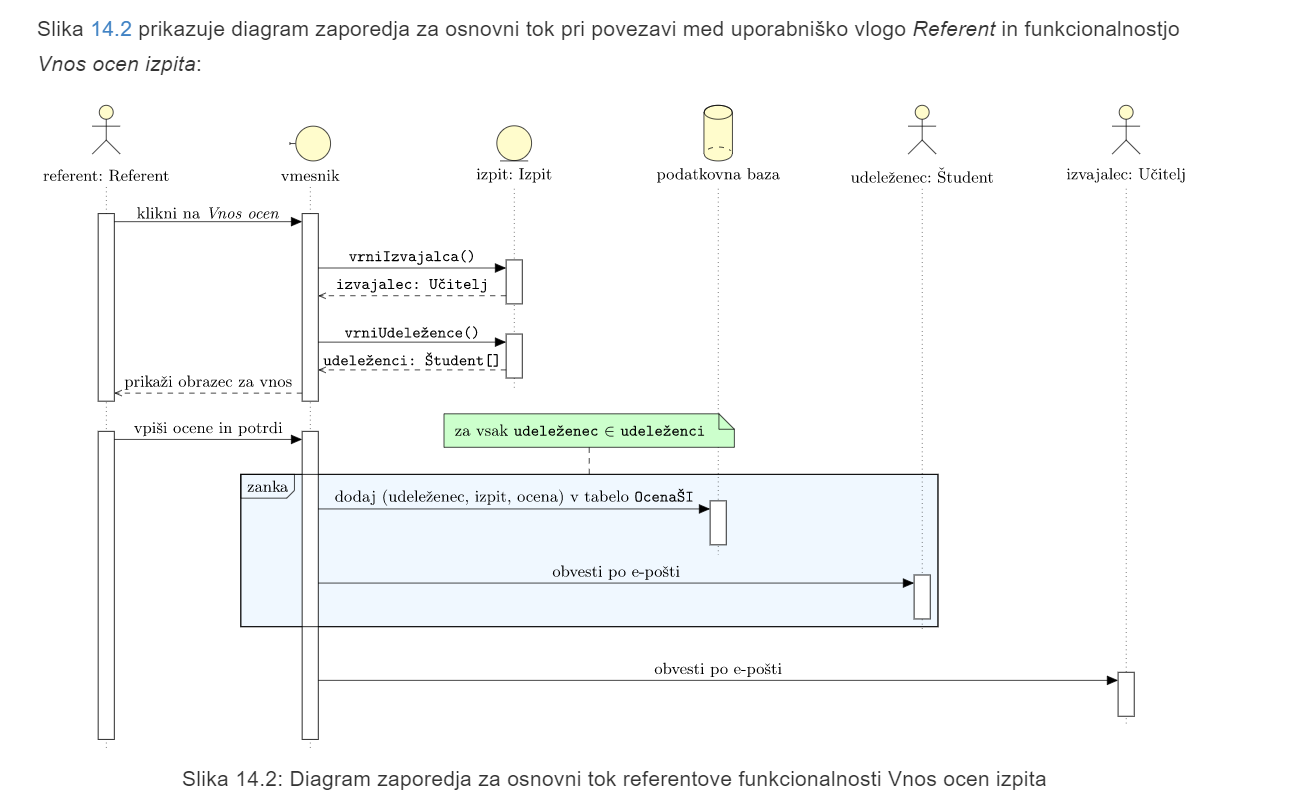 Slika 14.2 prikazuje diagram zaporedja za osnovni tok pri povezavi med uporabniško vlogo Referent in funkcionalnostjo
Vnos ocen izpita:
referent: Referent
vmesnik
izpit: Izpit
podatkovna baza
udeleženec: Študent
izvajalec: Učitelj
klikni na Vnos ocen
vrniIzvajalca()
izvajalec: Učitelj
vrniUdeležence()
udeleženci: Študent[]
prikaži obrazec za vnos
vpiši ocene in potrdi
za vsak udeleženec ∈ udeleženci
zanka
dodaj (udeleženec, izpit, ocena) v tabelo OcenaŠI
obvesti po e-pošti
obvesti po e-pošti
Slika 14.2: Diagram zaporedja za osnovni tok referentove funkcionalnosti Vnos ocen izpita